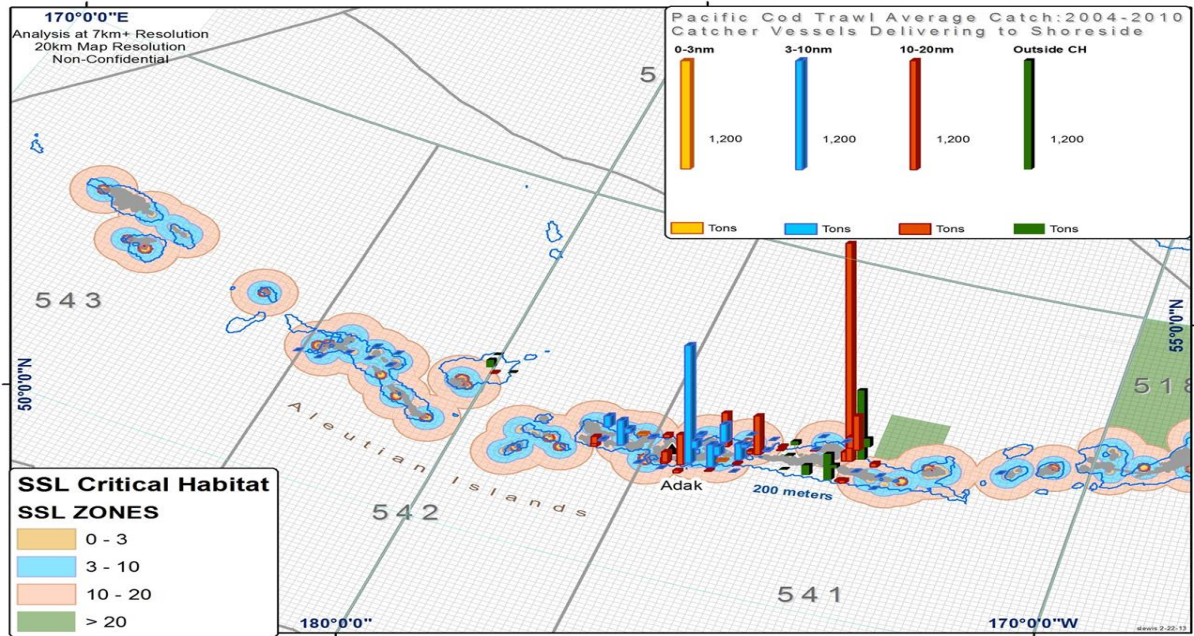 170°0'0"E
Analysis at 7km+ Resolution
20km Map Resolution
Non-Confidential
Pacific Cod Trawl Average Catch:2004-2010
Catcher Vessels Delivering to Shoreside
0-3nm 3-10nm 10-20nm Outside CH
1,200 1,200 1,200 1,200
Tons Tons Tons Tons
5
543
55°0'0"N
518
50°0'0"N
Aleutian Islands
Adak
200 meters
542
541
SSL Critical Habitat
SSL ZONES
0 - 3
3 - 10
10 - 20
> 20
180°0'0"
170°0'0"W
slewis 2-22-13